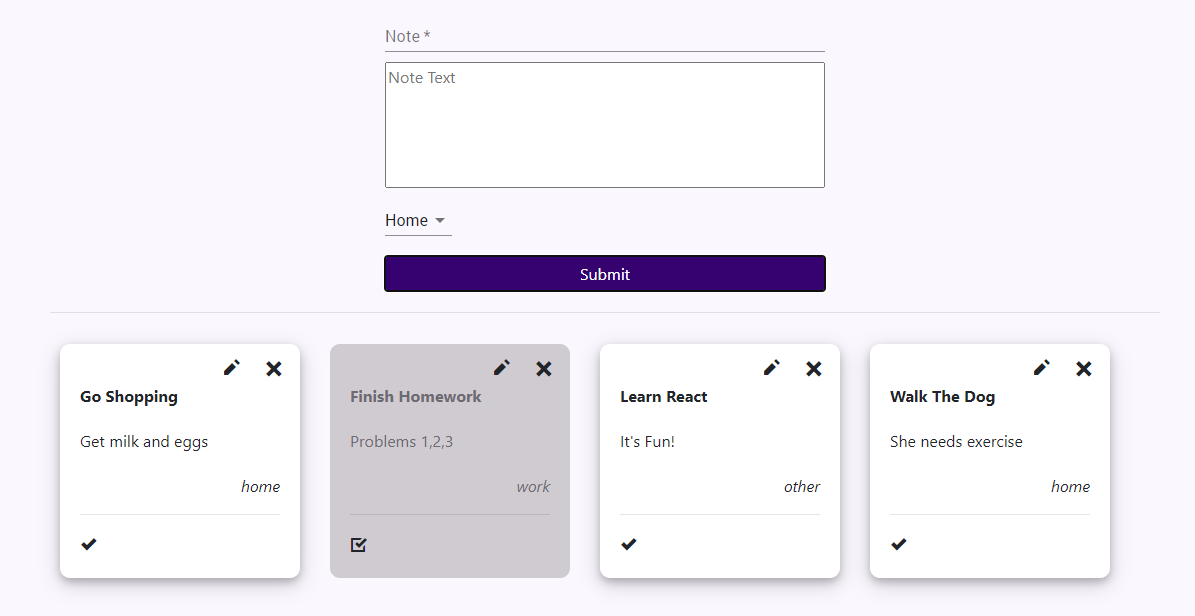 Note *
Note Text
Home
Submit
Go Shopping
Get milk and eggs
home
Finish Homework
Problems 1,2,3
work
Learn React
It's Fun!
other
Walk The Dog
She needs exercise
home